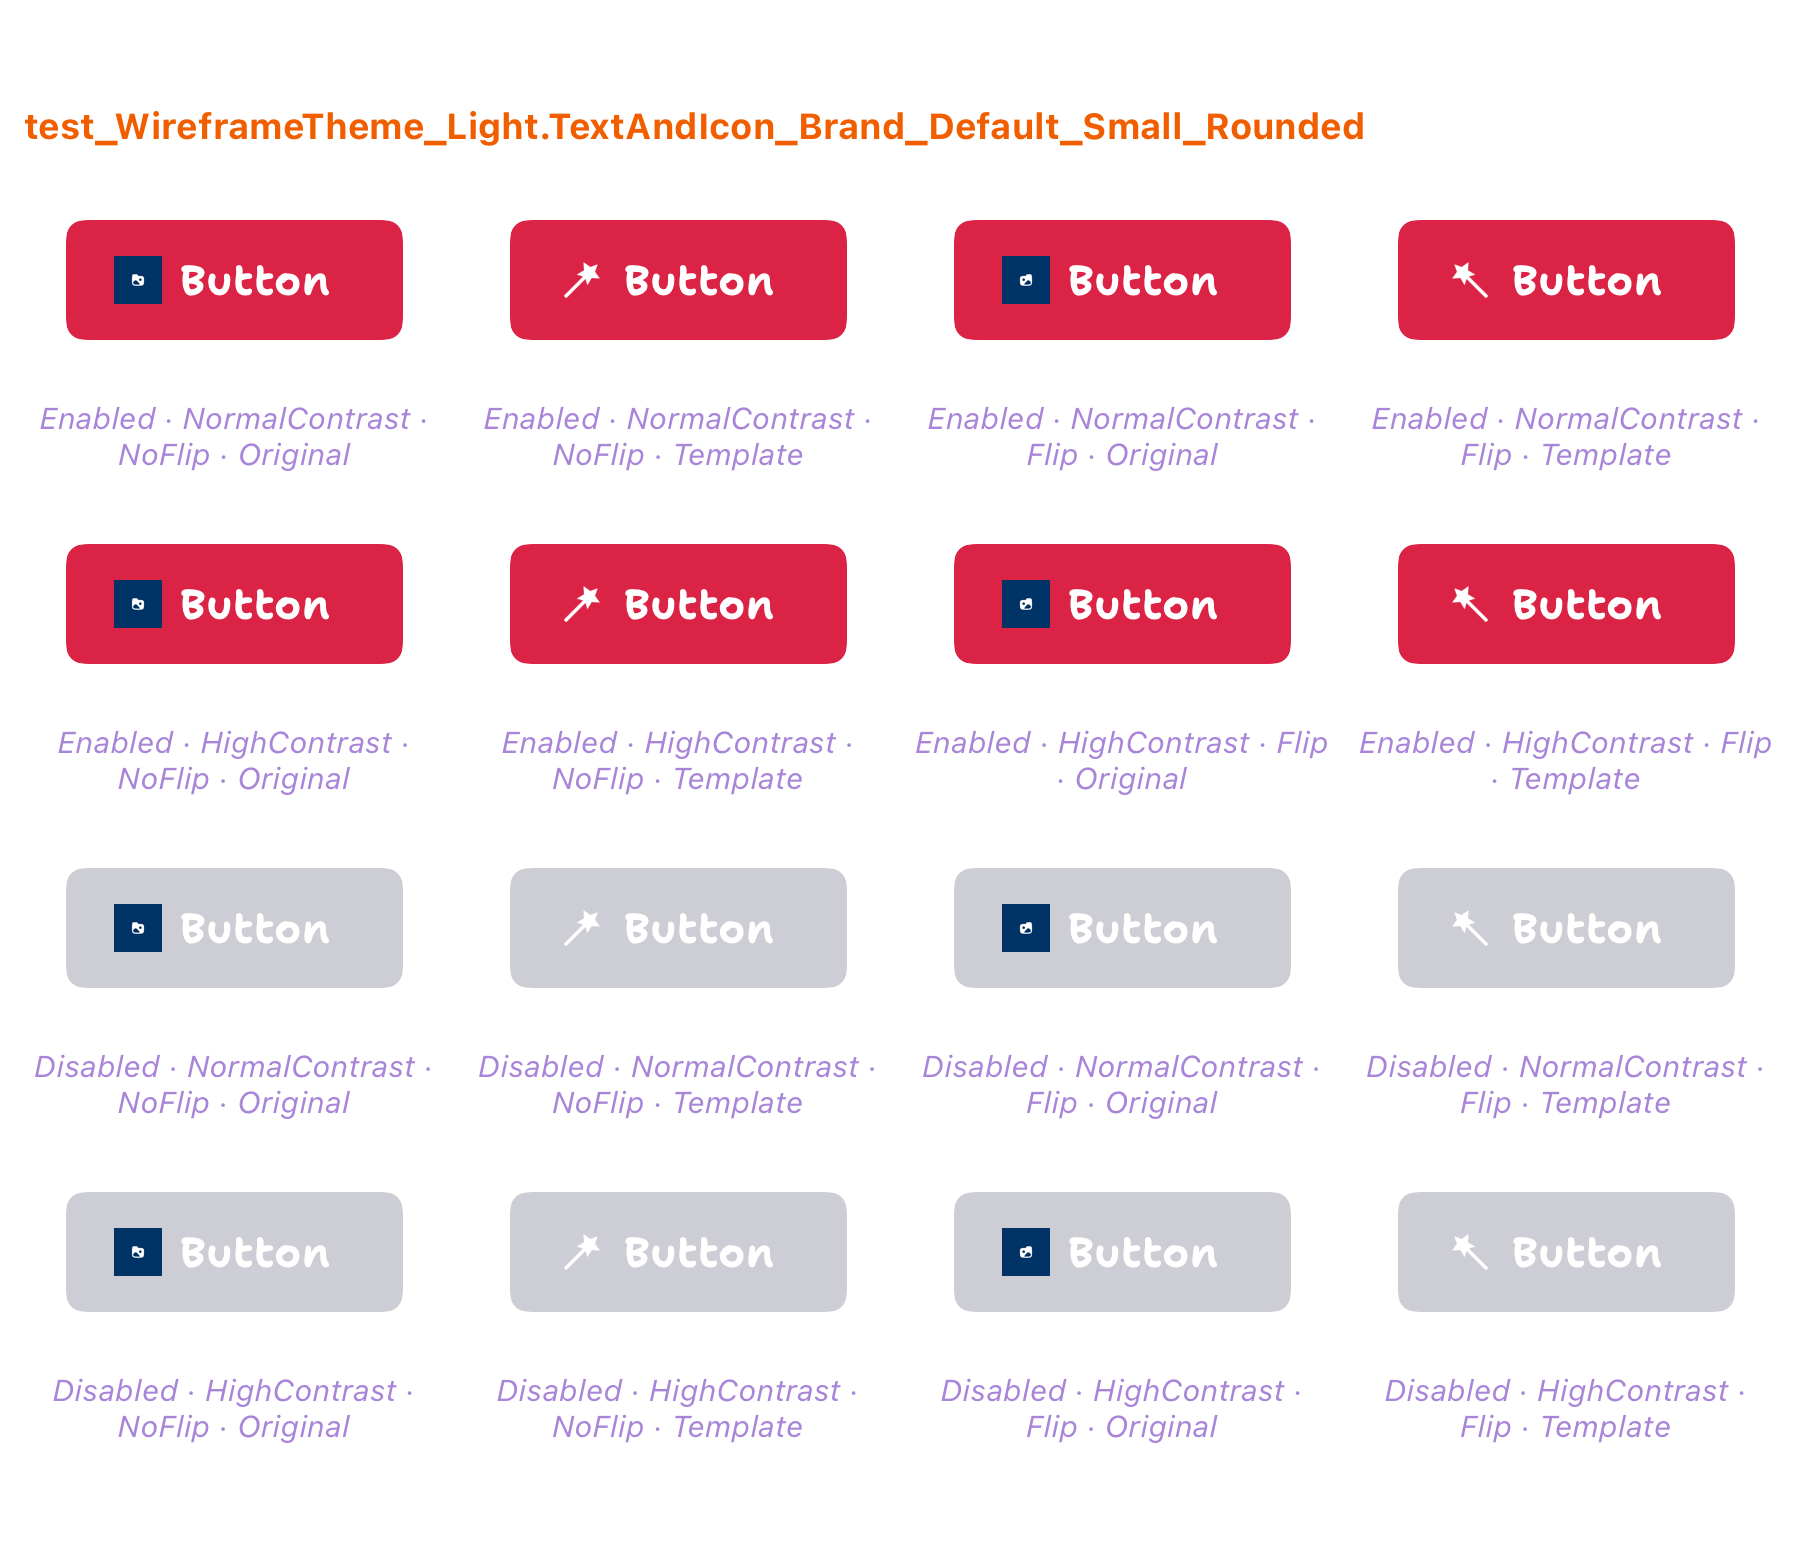 test_WireframeTheme_Light.TextAndIcon_Brand_Default_Small_Rounded
Button Button Button Button
Enabled · NormalContrast · Enabled · NormalContrast · Enabled · NormalContrast · Enabled · NormalContrast ·
NoFlip · Original NoFlip · Template Flip · Original Flip · Template
Button Button Button Button
Enabled · HighContrast · Enabled · HighContrast · Enabled · HighContrast · Flip Enabled · HighContrast · Flip
NoFlip · Original NoFlip · Template · Original · Template
Button Button Button Button
Disabled · NormalContrast · Disabled · NormalContrast · Disabled · NormalContrast · Disabled · NormalContrast ·
NoFlip · Original NoFlip · Template Flip · Original Flip · Template
Button Button Button Button
Disabled · HighContrast · Disabled · HighContrast · Disabled · HighContrast · Disabled · HighContrast ·
NoFlip · Original NoFlip · Template Flip · Original Flip · Template